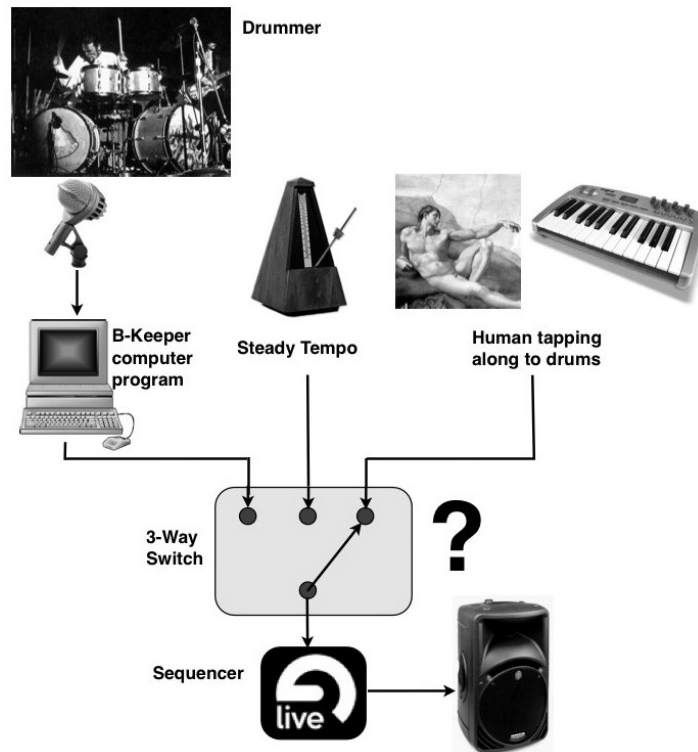 Drummer
B-Keeper
computer
program
Steady Tempo
Human tapping
along to drums
3-Way
Switch
?
Sequencer
live